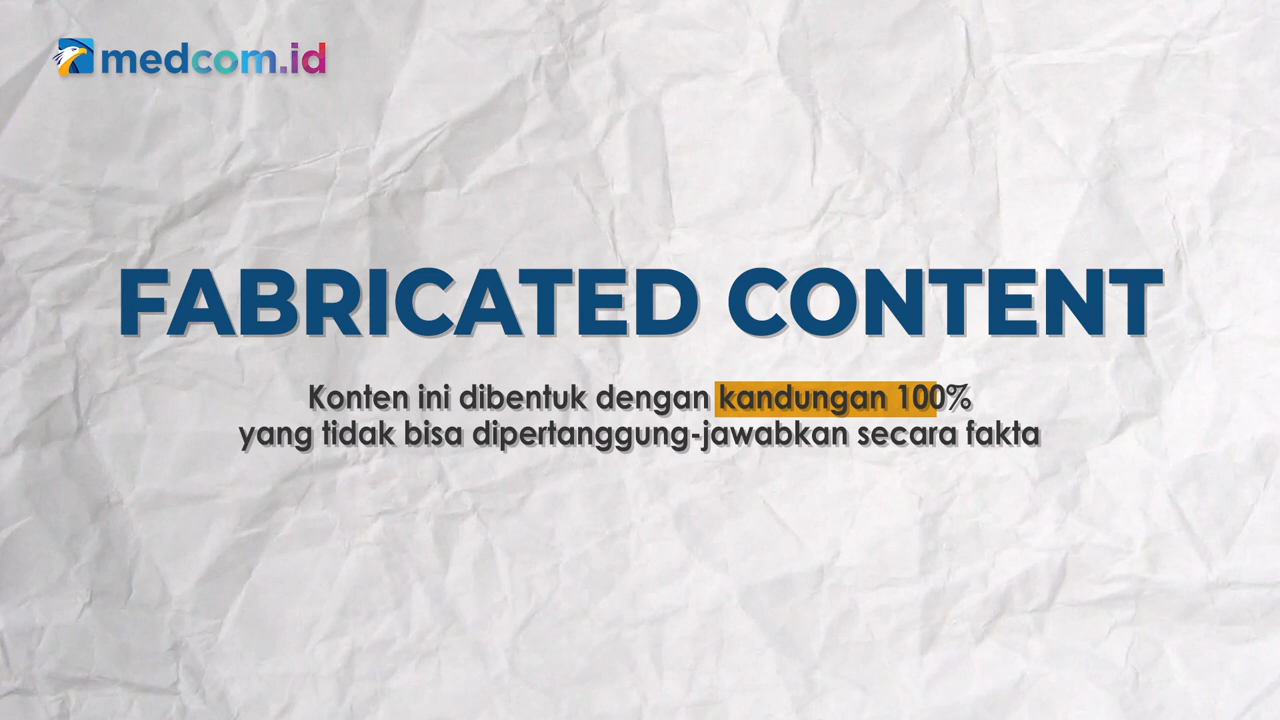 medcom.id
FABRICATED CONTENT
Konten ini dibentuk dengan kandungan 100%
yang tidak bisa dipertanggung-jawabkan secara fakta